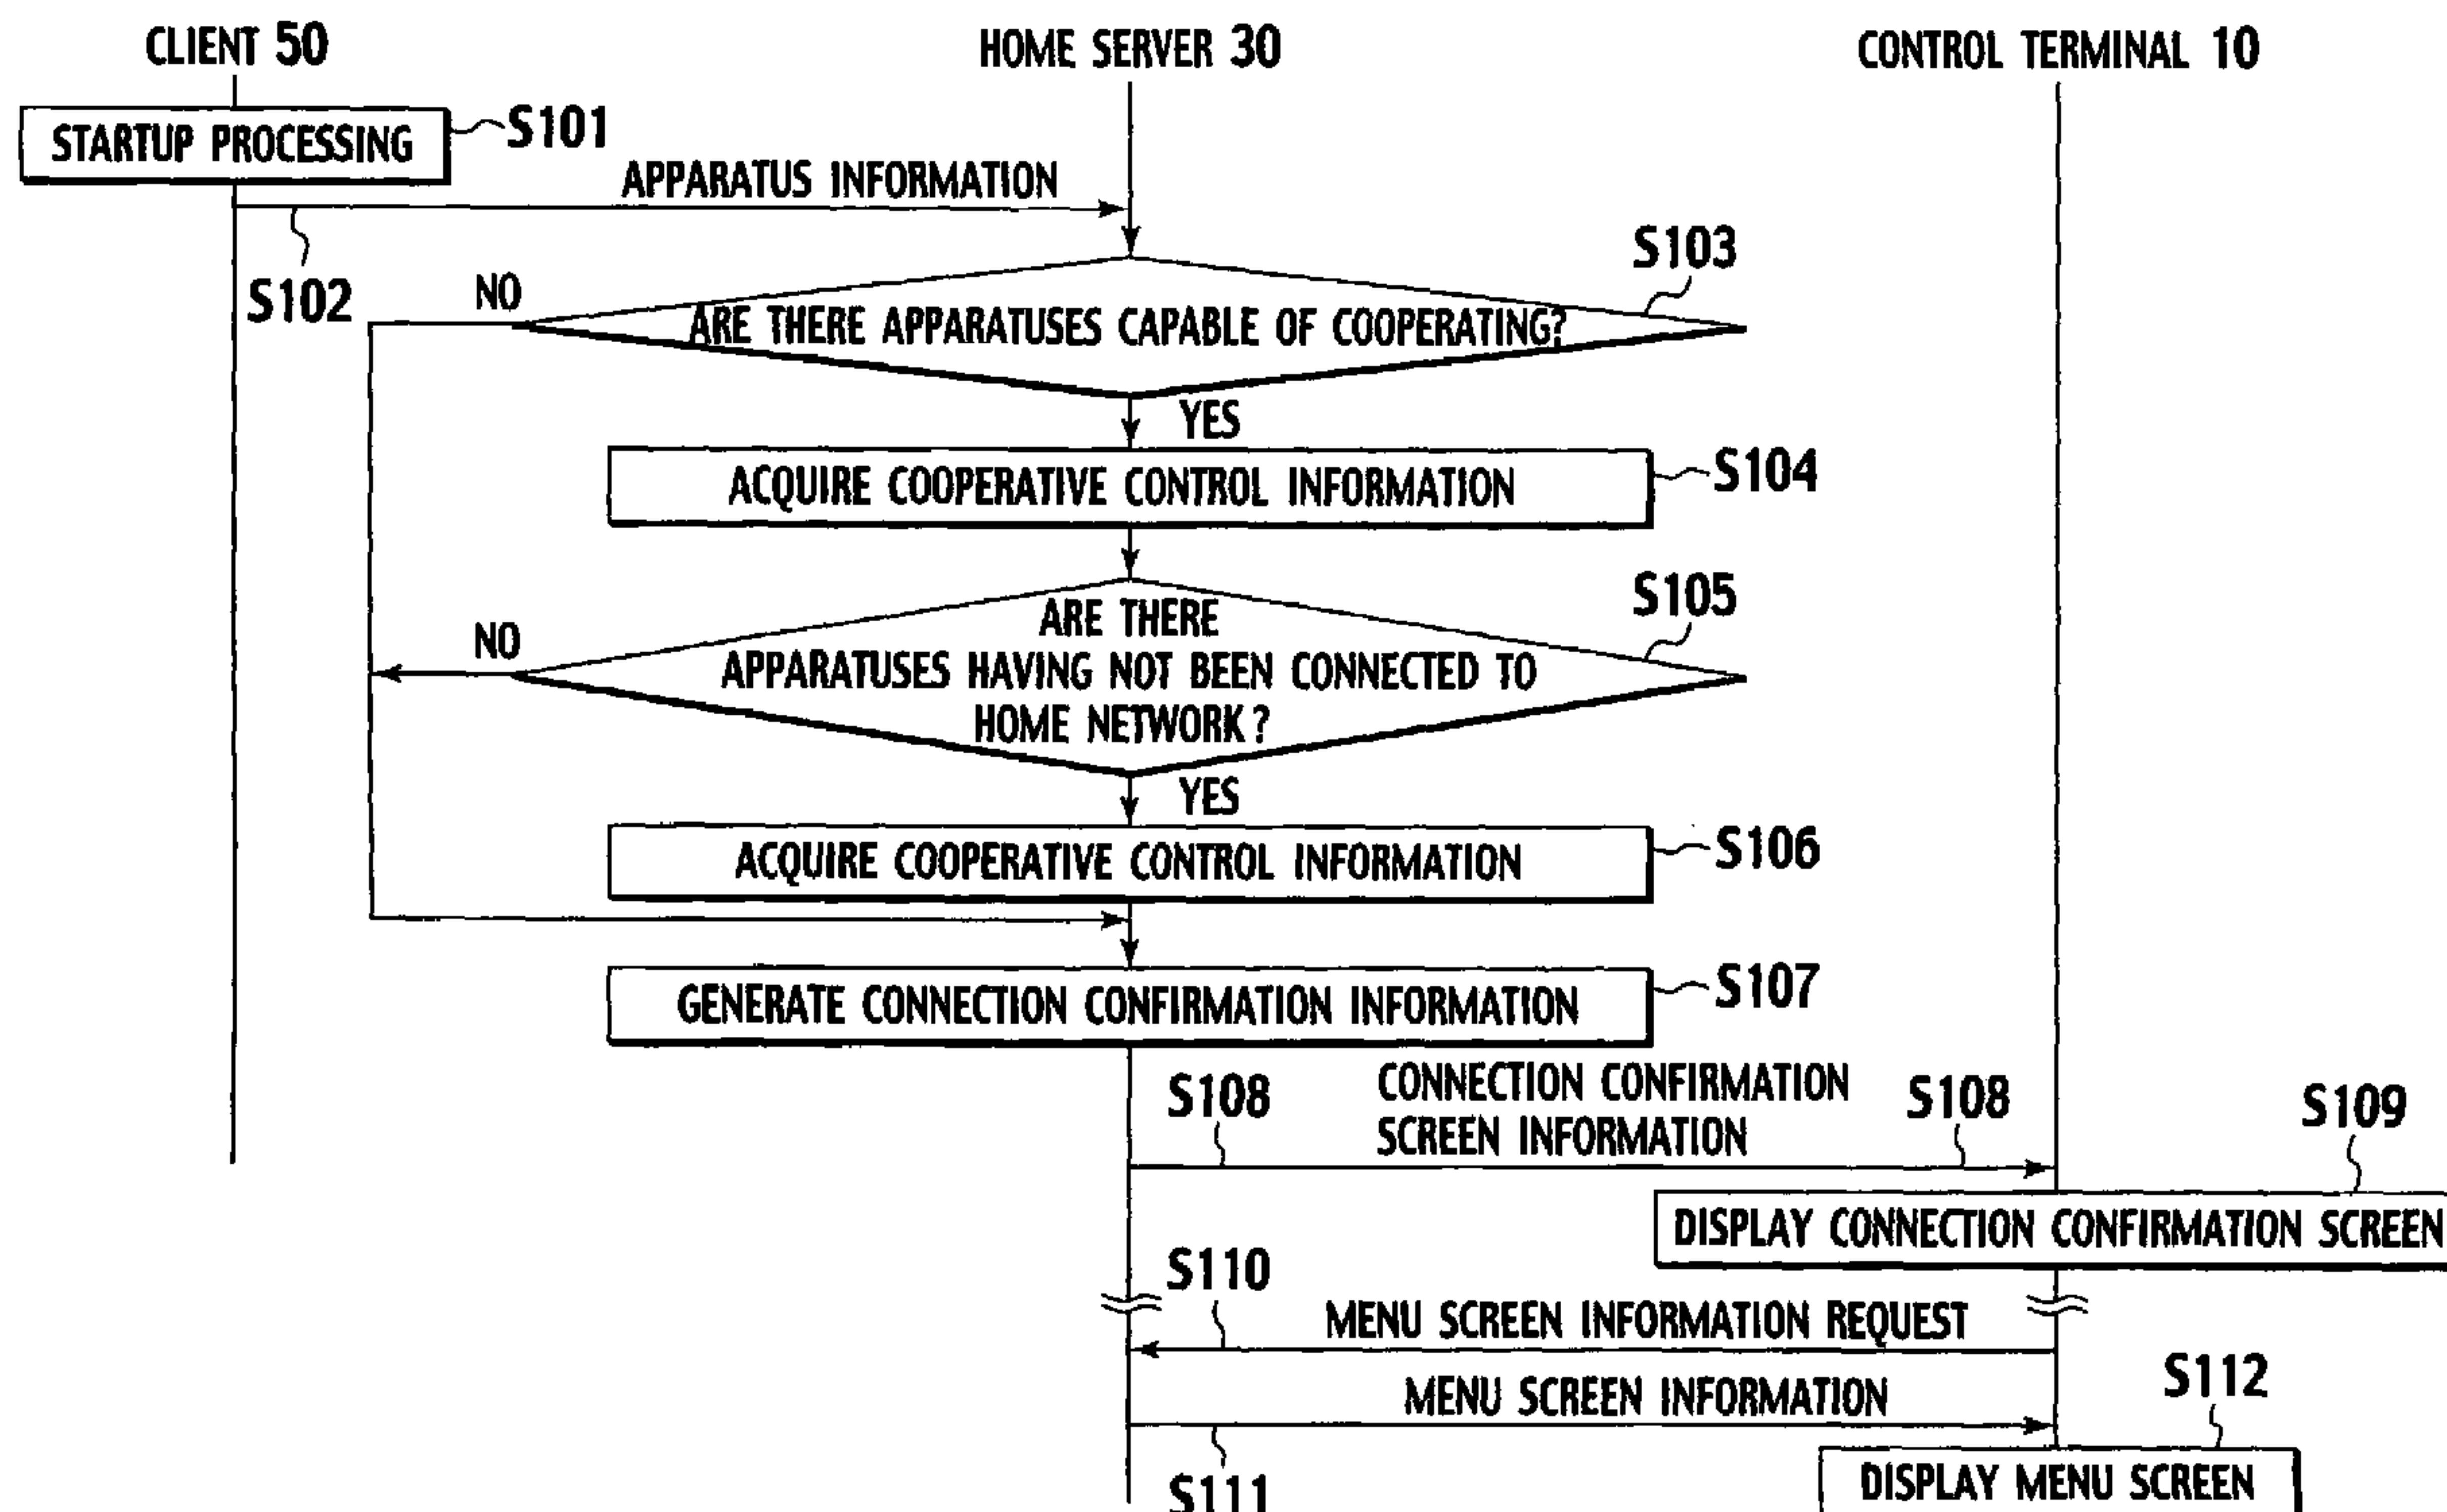 CLIENT 50
HOME SERVER 30
CONTROL TERMINAL 10
STARTUP PROCESSING
S101
APPARATUS INFORMATION
S102
S103
NO
ARE THERE APPARATUSES CAPABLE OF COOPERATING?
YES
ACQUIRE COOPERATIVE CONTROL INFORMATION
S104
S105
NO
ARE THERE
APPARATUSES HAVING NOT BEEN CONNECTED TO
HOME NETWORK?
YES
ACQUIRE COOPERATIVE CONTROL INFORMATION
S106
GENERATE CONNECTION CONFIRMATION INFORMATION
S107
S108
CONNECTION CONFIRMATION
SCREEN INFORMATION
S108
S109
DISPLAY CONNECTION CONFIRMATION SCREEN
S110
MENU SCREEN INFORMATION REQUEST
MENU SCREEN INFORMATION
S112
S111
DISPLAY MENU SCREEN